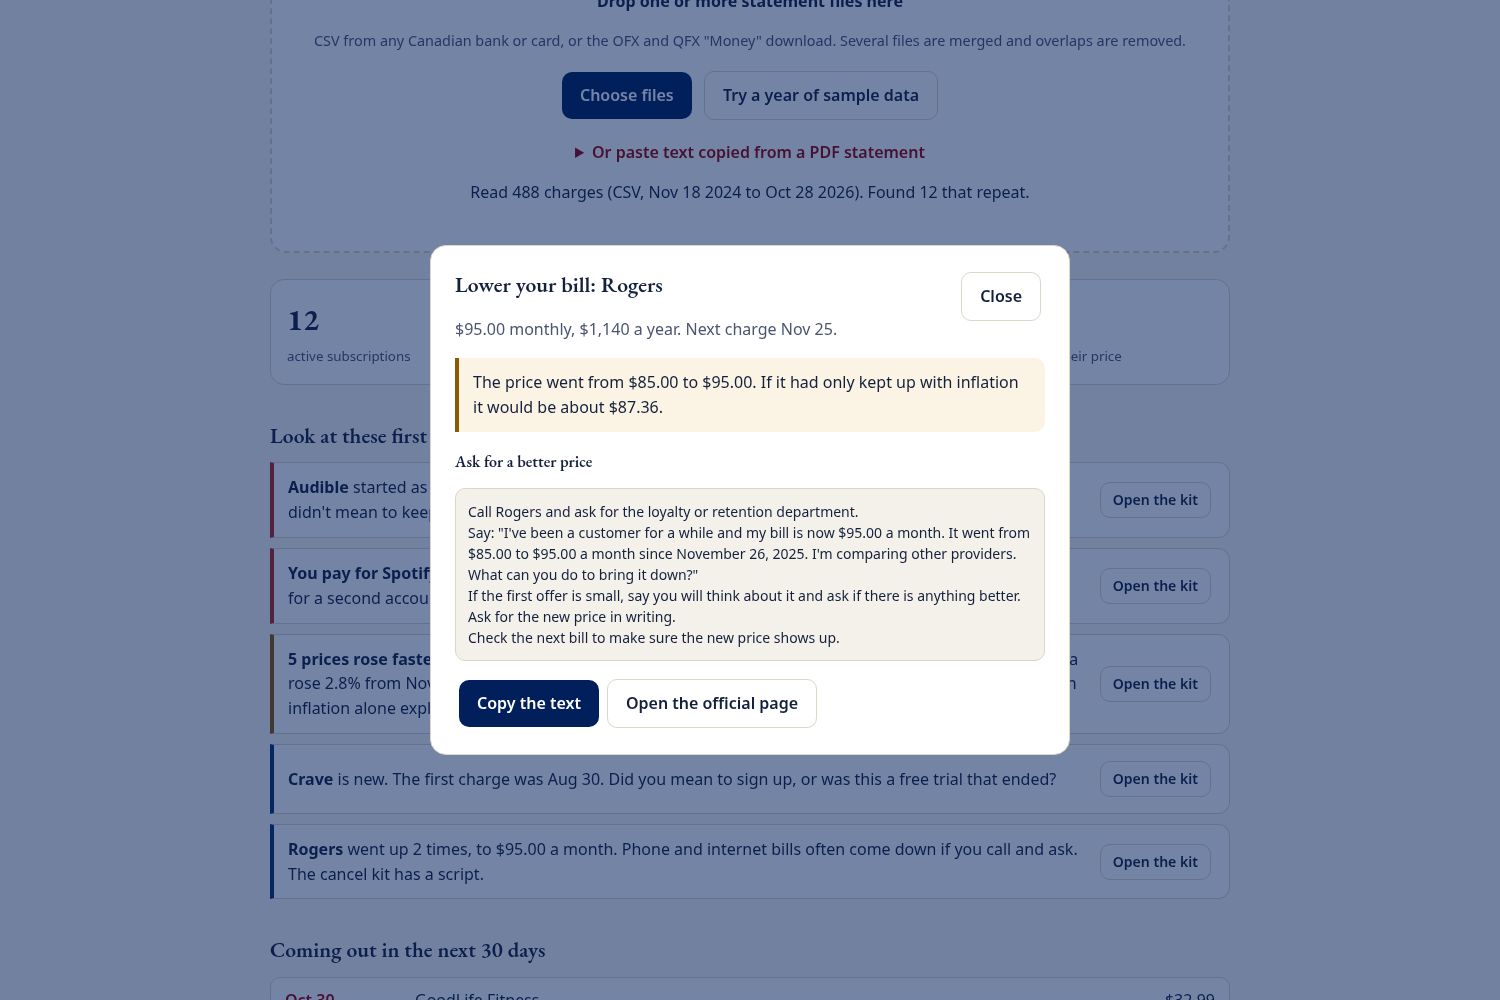 Drop one or more statement files here
CSV from any Canadian bank or card, or the OFX and QFX "Money" download. Several files are merged and overlaps are removed.
Choose files
Try a year of sample data
Or paste text copied from a PDF statement
Read 488 charges (CSV, Nov 18 2024 to Oct 28 2026). Found 12 that repeat.
Lower your bill: Rogers
Close
$95.00 monthly, $1,140 a year. Next charge Nov 25.
12
active subscriptions
eir price
The price went from $85.00 to $95.00. If it had only kept up with inflation
it would be about $87.36.
Ask for a better price
Call Rogers and ask for the loyalty or retention department.
Say: "I've been a customer for a while and my bill is now $95.00 a month. It went from
$85.00 to $95.00 a month since November 26, 2025. I'm comparing other providers.
What can you do to bring it down?"
If the first offer is small, say you will think about it and ask if there is anything better.
Ask for the new price in writing.
Check the next bill to make sure the new price shows up.
Copy the text
Open the official page
Look at these first
Audible started as
didn't mean to keep
Open the kit
You pay for Spotif
for a second accou
Open the kit
5 prices rose faste
a
rose 2.8% from Nov
inflation alone expl
Open the kit
Crave is new. The first charge was Aug 30. Did you mean to sign up, or was this a free trial that ended?
Open the kit
Rogers went up 2 times, to $95.00 a month. Phone and internet bills often come down if you call and ask.
The cancel kit has a script.
Open the kit
Coming out in the next 30 days
Oct 30
GoodLife Fitness
$32.99